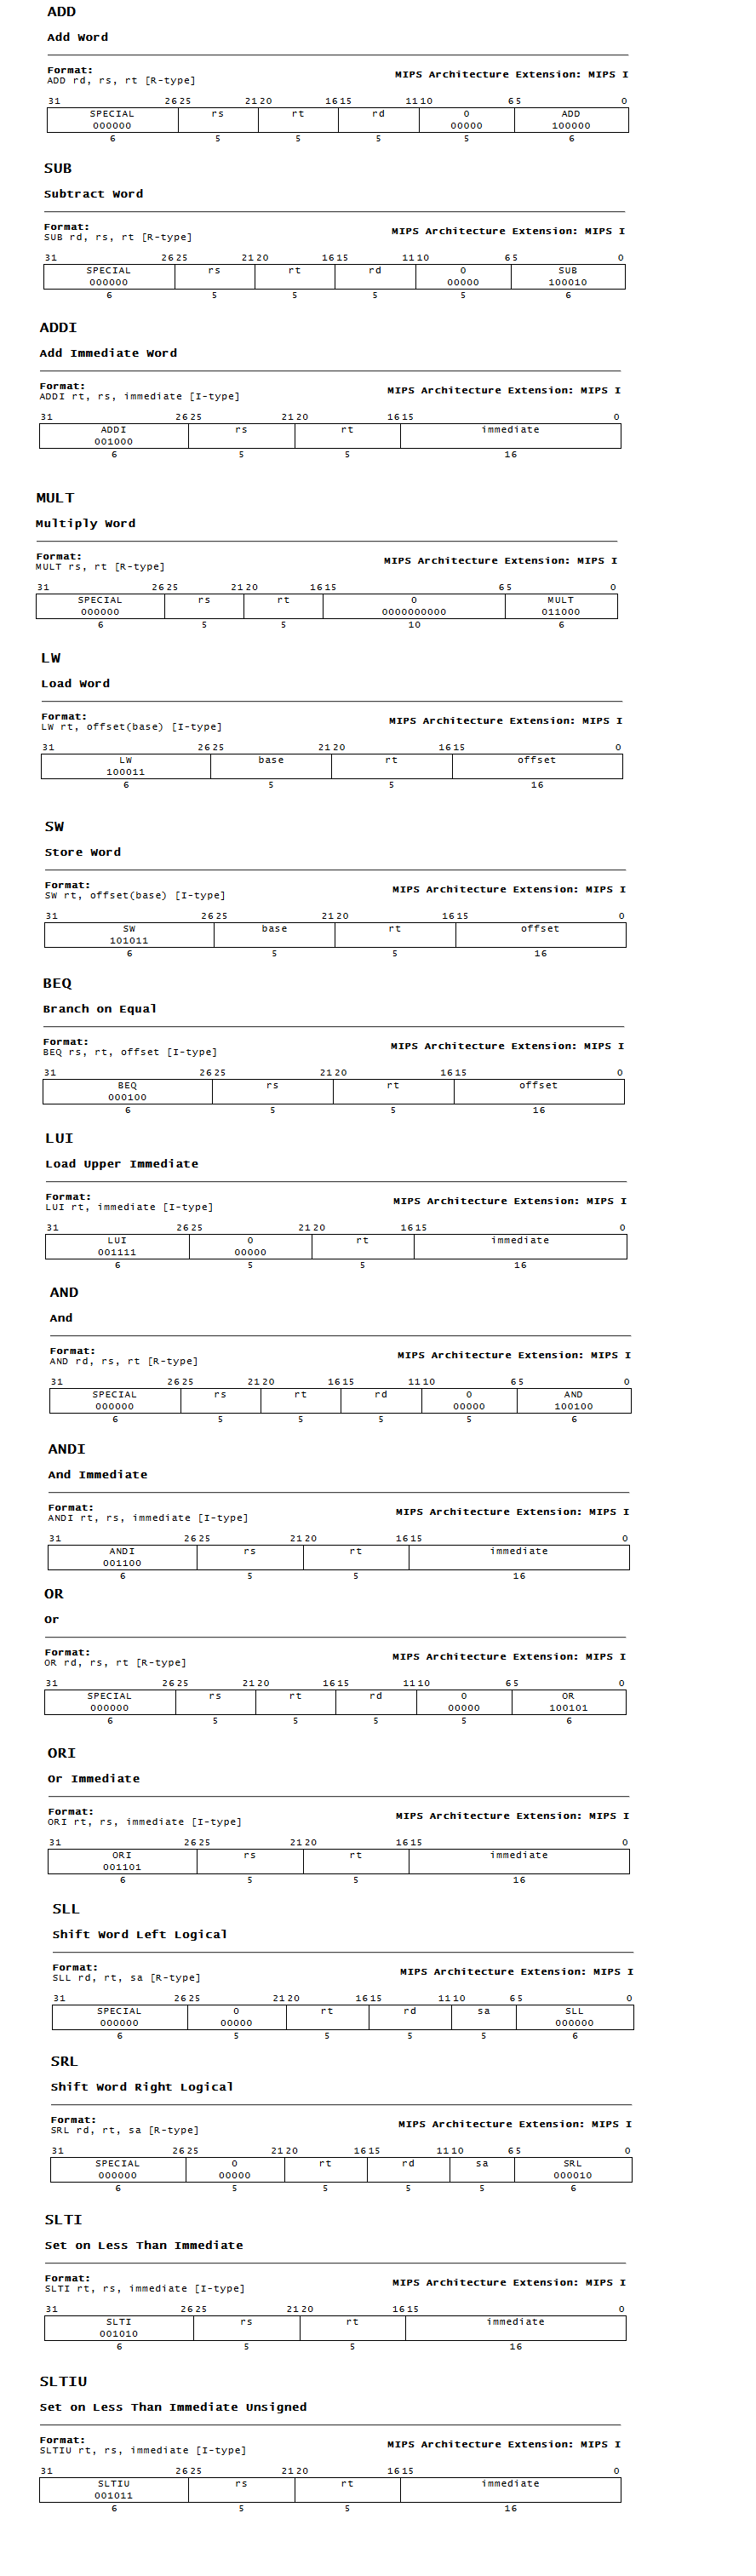 ADD
Add Word
Format:
ADD rd, rs, rt [R-type]
MIPS Architecture Extension: MIPS I
31 26 25 21 20 16 15 11 10 6 5 0
SPECIAL rs rt rd 0 ADD
000000 00000 100000
6 5 5 5 5 6
SUB
Subtract Word
Format:
SUB rd, rs, rt [R-type]
MIPS Architecture Extension: MIPS I
31 26 25 21 20 16 15 11 10 6 5 0
SPECIAL rs rt rd 0 SUB
000000 00000 100010
6 5 5 5 5 6
ADDI
Add Immediate Word
Format:
ADDI rt, rs, immediate [I-type]
MIPS Architecture Extension: MIPS I
31 26 25 21 20 16 15 0
ADDI rs rt immediate
001000
6 5 5 16
MULT
Multiply Word
Format:
MULT rs, rt [R-type]
MIPS Architecture Extension: MIPS I
31 26 25 21 20 16 15 6 5 0
SPECIAL rs rt 0 MULT
000000 0000000000 011000
6 5 5 10 6
LW
Load Word
Format:
LW rt, offset(base) [I-type]
MIPS Architecture Extension: MIPS I
31 26 25 21 20 16 15 0
LW base rt offset
100011
6 5 5 16
SW
Store Word
Format:
SW rt, offset(base) [I-type]
MIPS Architecture Extension: MIPS I
31 26 25 21 20 16 15 0
SW base rt offset
101011
6 5 5 16
BEQ
Branch on Equal
Format:
BEQ rs, rt, offset [I-type]
MIPS Architecture Extension: MIPS I
31 26 25 21 20 16 15 0
BEQ rs rt offset
000100
6 5 5 16
LUI
Load Upper Immediate
Format:
LUI rt, immediate [I-type]
MIPS Architecture Extension: MIPS I
31 26 25 21 20 16 15 0
LUI 0 rt immediate
001111 00000
6 5 5 16
AND
And
Format:
AND rd, rs, rt [R-type]
MIPS Architecture Extension: MIPS I
31 26 25 21 20 16 15 11 10 6 5 0
SPECIAL rs rt rd 0 AND
000000 00000 100100
6 5 5 5 5 6
ANDI
And Immediate
Format:
ANDI rt, rs, immediate [I-type]
MIPS Architecture Extension: MIPS I
31 26 25 21 20 16 15 0
ANDI rs rt immediate
001100
6 5 5 16
OR
Or
Format:
OR rd, rs, rt [R-type]
MIPS Architecture Extension: MIPS I
31 26 25 21 20 16 15 11 10 6 5 0
SPECIAL rs rt rd 0 OR
000000 00000 100101
6 5 5 5 5 6
ORI
Or Immediate
Format:
ORI rt, rs, immediate [I-type]
MIPS Architecture Extension: MIPS I
31 26 25 21 20 16 15 0
ORI rs rt immediate
001101
6 5 5 16
SLL
Shift Word Left Logical
Format:
SLL rd, rt, sa [R-type]
MIPS Architecture Extension: MIPS I
31 26 25 21 20 16 15 11 10 6 5 0
SPECIAL 0 rt rd sa SLL
000000 00000 000000
6 5 5 5 5 6
SRL
Shift Word Right Logical
Format:
SRL rd, rt, sa [R-type]
MIPS Architecture Extension: MIPS I
31 26 25 21 20 16 15 11 10 6 5 0
SPECIAL 0 rt rd sa SRL
000000 00000 000010
6 5 5 5 5 6
SLTI
Set on Less Than Immediate
Format:
SLTI rt, rs, immediate [I-type]
MIPS Architecture Extension: MIPS I
31 26 25 21 20 16 15 0
SLTI rs rt immediate
001010
6 5 5 16
SLTIU
Set on Less Than Immediate Unsigned
Format:
SLTIU rt, rs, immediate [I-type]
MIPS Architecture Extension: MIPS I
31 26 25 21 20 16 15 0
SLTIU rs rt immediate
001011
6 5 5 16